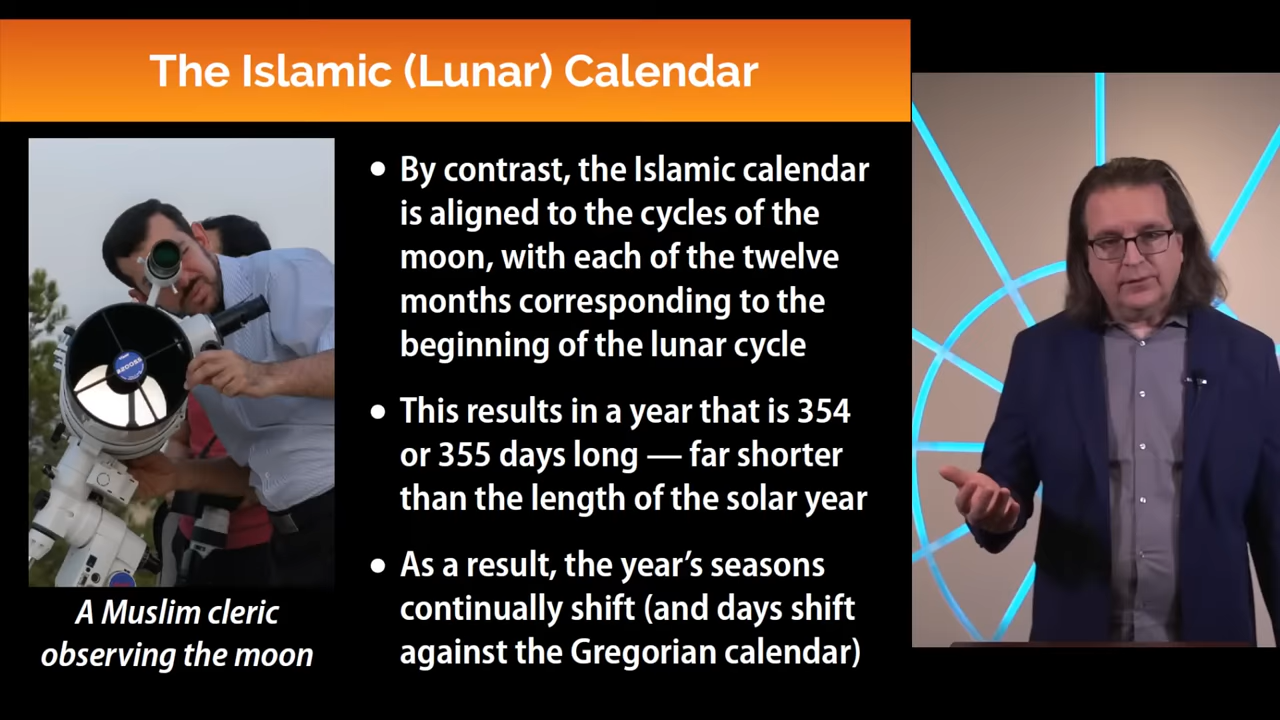 The Islamic (Lunar) Calendar
• By contrast, the Islamic calendar
is aligned to the cycles of the
moon, with each of the twelve
months corresponding to the
beginning of the lunar cycle
• This results in a year that is 354
or 355 days long — far shorter
than the length of the solar year
• As a result, the year’s seasons
continually shift (and days shift
against the Gregorian calendar)
A Muslim cleric
observing the moon